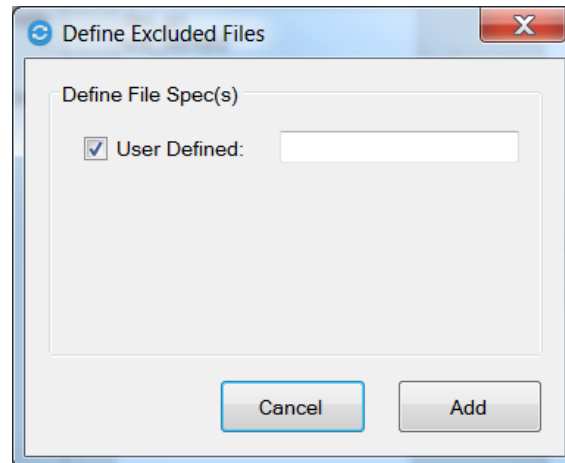 Define Excluded Files
Define File Spec(s)
User Defined:
Cancel
Add